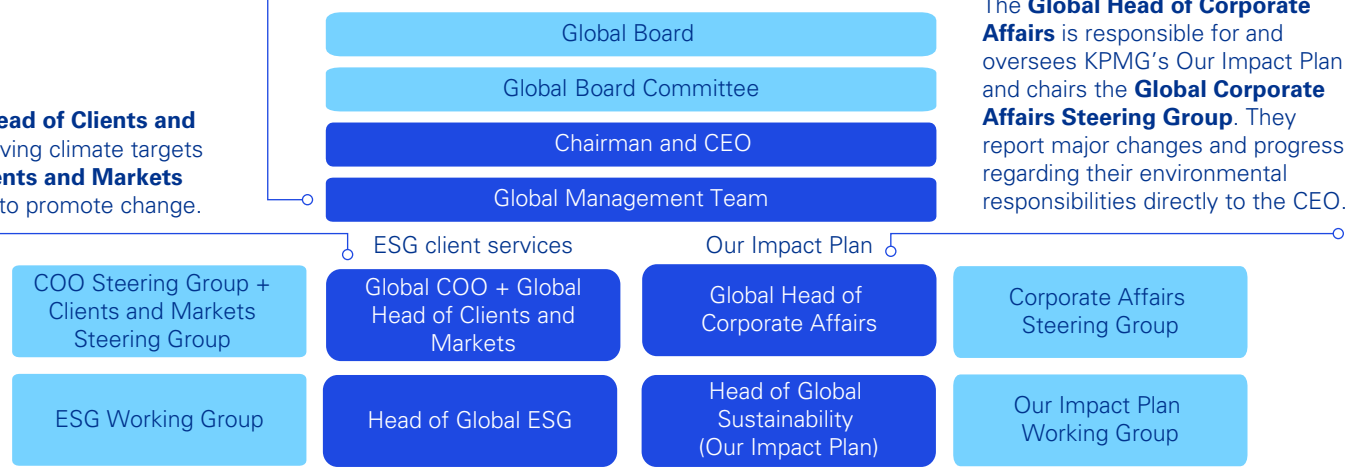 Global Board
Global Board Committee
Chairman and CEO
Global Management Team
The Global Head of Corporate
Affairs is responsible for and
oversees KPMG's Our Impact Plan
and chairs the Global Corporate
Affairs Steering Group. They
report major changes and progress
regarding their environmental
responsibilities directly to the CEO.
ead of Clients and
ving climate targets
ents and Markets
to promote change.
ESG client services
Our Impact Plan
COO Steering Group +
Clients and Markets
Steering Group
Global COO + Global
Head of Clients and
Markets
Global Head of
Corporate Affairs
Corporate Affairs
Steering Group
ESG Working Group
Head of Global ESG
Head of Global
Sustainability
(Our Impact Plan)
Our Impact Plan
Working Group